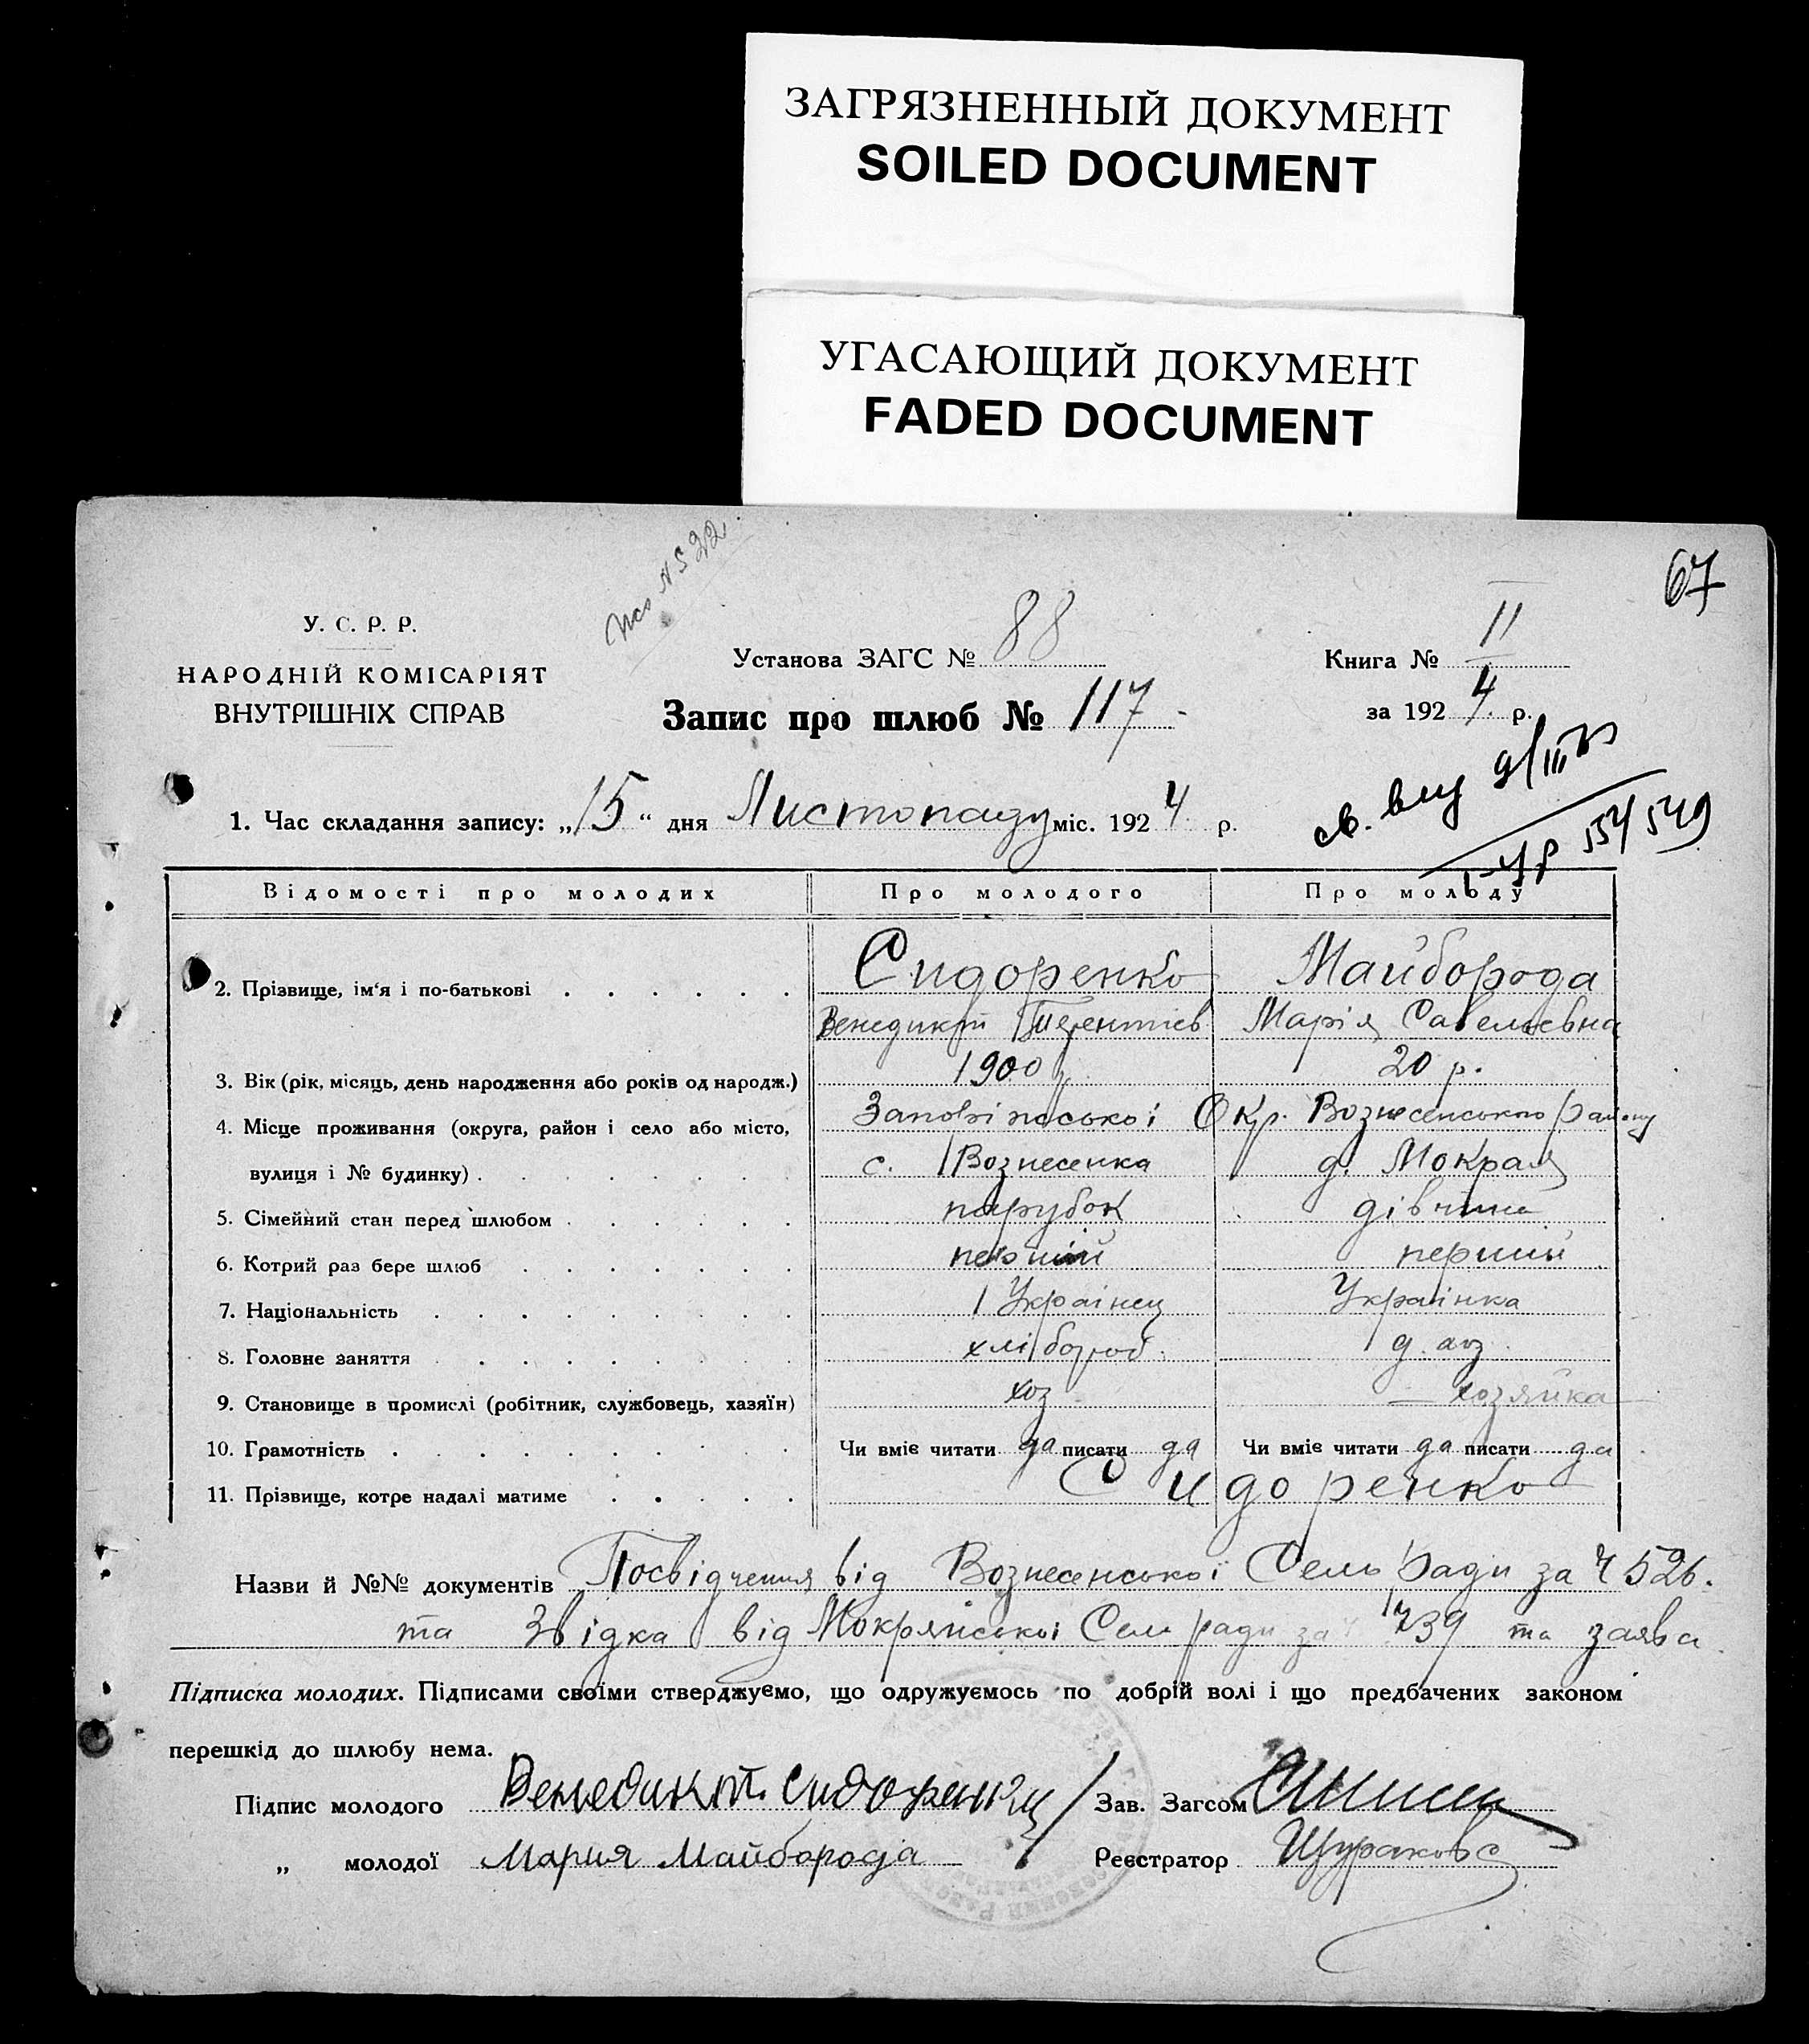 ЗАГРЯЗНЕННЫЙ ДОКУМЕНТ
SOILED DOCUMENT
УГАСАЮЩИЙ ДОКУМЕНТ
FADED DOCUMENT
67
У. С. Р. Р.
НАРОДНІЙ КОМІСАРІЯТ
ВНУТРІШНІХ СПРАВ
Установа ЗАГС № 88
Книга № II
Запис про шлюб № 117
за 1924 р.
1. Час складання запису: „15“ дня Листопаду міс. 1924 р.
554549
Відомості про молодих Про молодого Про молоду
2. Прізвище, ім'я і по-батькові Сидоренко Майборода
Венедикт Терентіев Марія Савельевна
3. Вік (рік, місяць, день народження або років од народж.) 1900 20 р.
4. Місце проживання (округа, район і село або місто, Окр. Вознесенського Району
вулиця і № будинку) с. Вознесенка д. Мокрая
5. Сімейний стан перед шлюбом парубок дівчина
6. Котрий раз бере шлюб перший перший
7. Національність Українец Українка
8. Головне заняття хлібороб
9. Становище в промислі (робітник, службовець, хазяїн) хоз хозяйка
10. Грамотність Чи вміє читати да писати да Чи вміє читати да писати да
11. Прізвище, котре надалі матиме Сидоренко
Назви й №№ документів Посвідчення від Вознесенської Сель Ради за Ч 526.
та Звідка від Мокрянської Сель ради за 739 та заява
Підписка молодих. Підписами своїми стверджуємо, що одружуємось по добрій волі і що предбачених законом
перешкід до шлюбу нема.
Підпис молодого Венедикт Сидоренко Зав. Загсом
„ молодої Мария Майборода Реєстратор